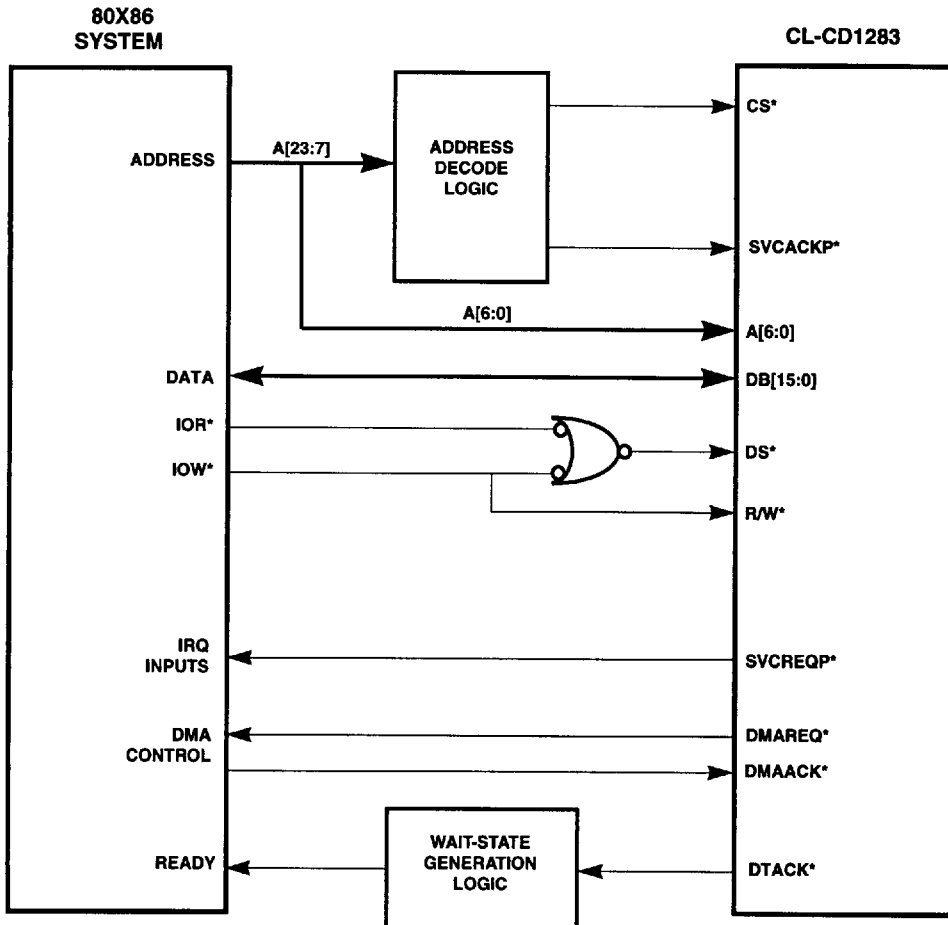 80X86
SYSTEM
CL-CD1283
ADDRESS
A[23:7]
ADDRESS
DECODE
LOGIC
CS*
SVCACKP*
A[6:0]
A[6:0]
DATA
DB[15:0]
IOR*
IOW*
DS*
R/W*
IRQ
INPUTS
SVCREQP*
DMA
CONTROL
DMAREQ*
DMAACK*
READY
WAIT-STATE
GENERATION
LOGIC
DTACK*